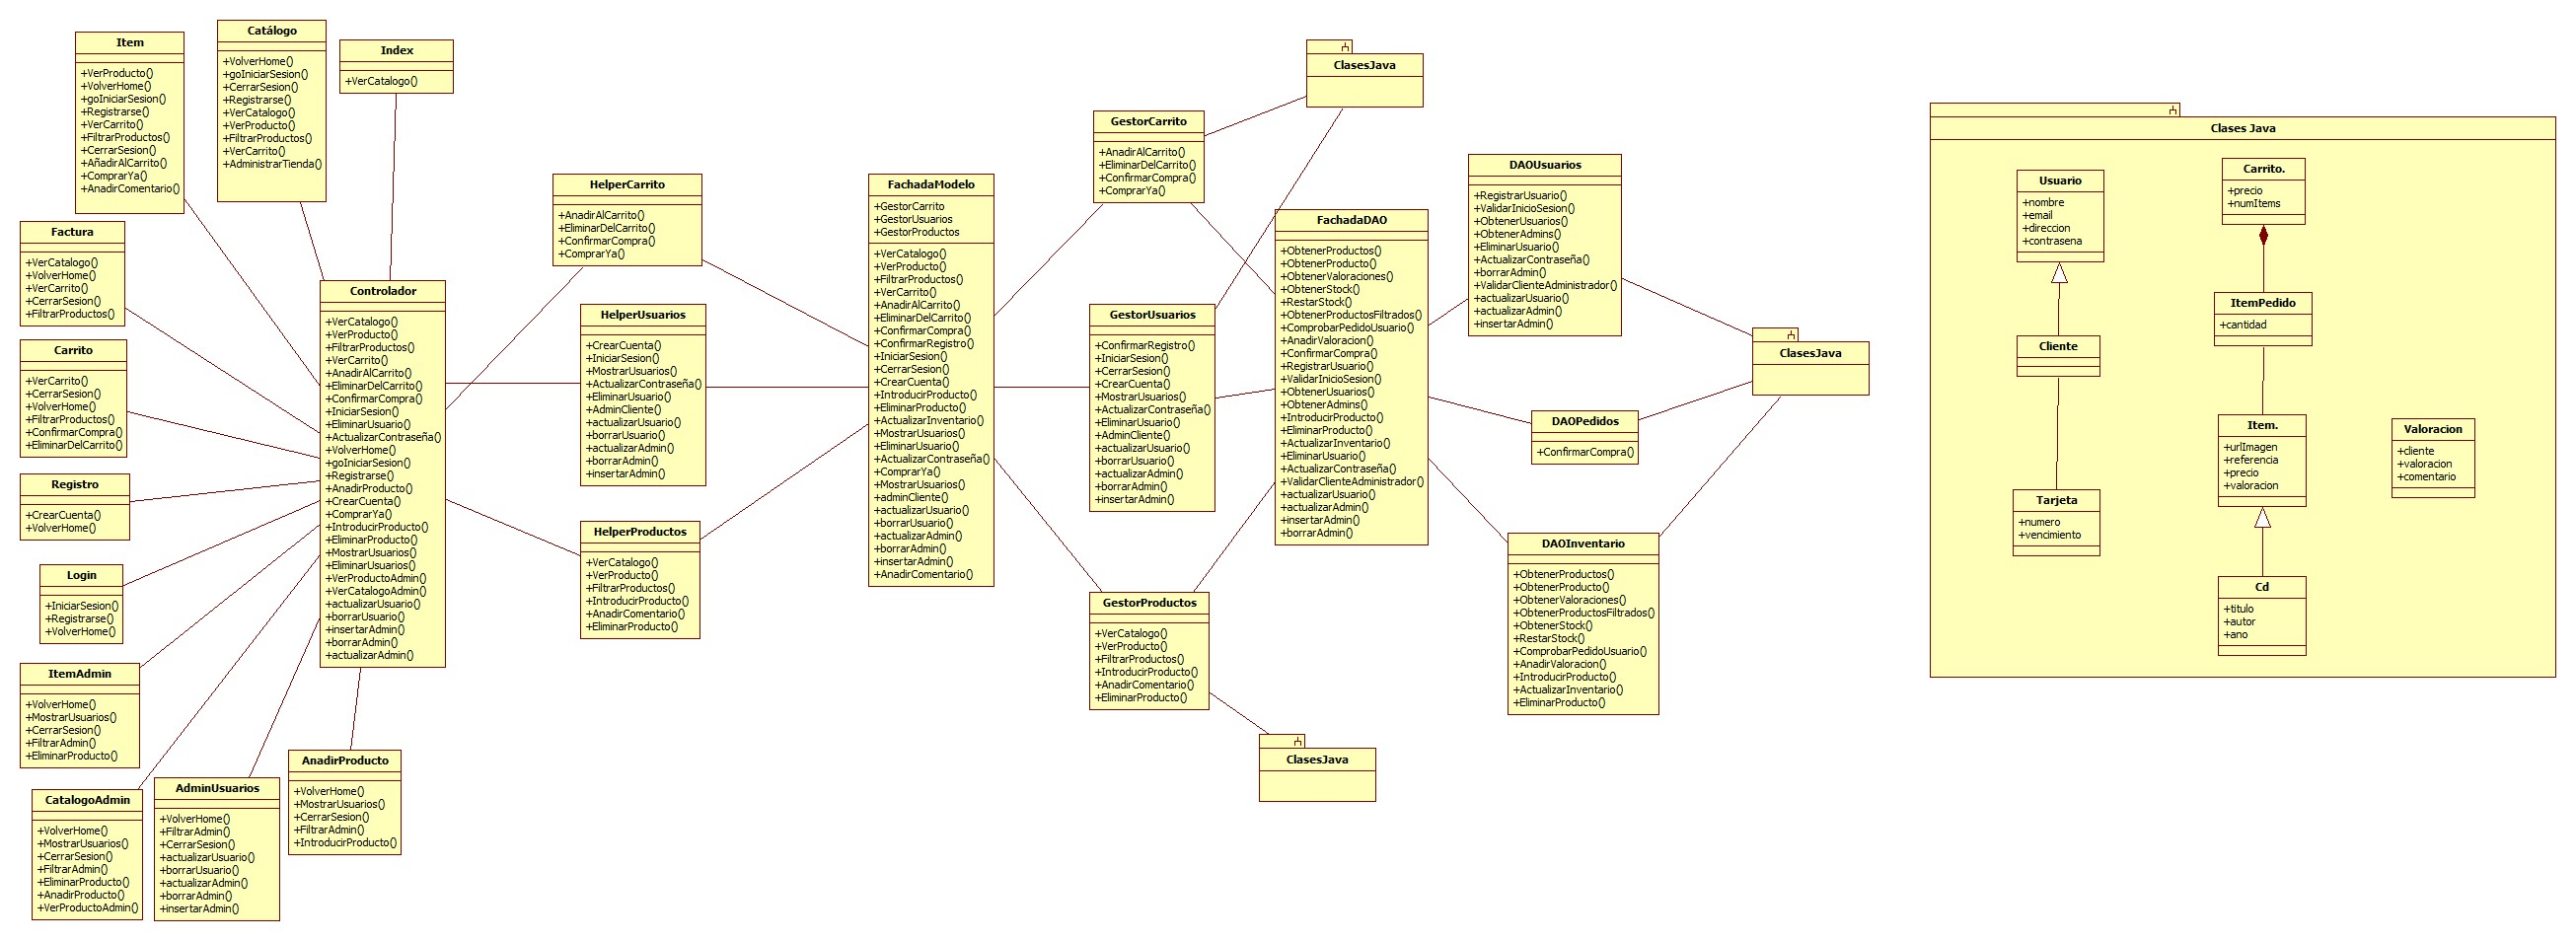 Item
+VerProducto()
+VolverHome()
+goIniciarSesion()
+Registrarse()
+VerCarrito()
+FiltrarProductos()
+CerrarSesion()
+AñadirAlCarrito()
+ComprarYa()
+AnadirComentario()
Catálogo
+VolverHome()
+goIniciarSesion()
+CerrarSesion()
+Registrarse()
+VerCatalogo()
+VerProducto()
+FiltrarProductos()
+VerCarrito()
+AdministrarTienda()
Index
+VerCatalogo()
Factura
+VerCatalogo()
+VolverHome()
+VerCarrito()
+CerrarSesion()
+FiltrarProductos()
Carrito
+VerCarrito()
+CerrarSesion()
+VolverHome()
+FiltrarProductos()
+ConfirmarCompra()
+EliminarDelCarrito()
Registro
+CrearCuenta()
+VolverHome()
Login
+IniciarSesion()
+Registrarse()
+VolverHome()
ItemAdmin
+VolverHome()
+MostrarUsuarios()
+CerrarSesion()
+FiltrarAdmin()
+EliminarProducto()
CatalogoAdmin
+VolverHome()
+MostrarUsuarios()
+CerrarSesion()
+FiltrarAdmin()
+EliminarProducto()
+AnadirProducto()
+VerProductoAdmin()
AdminUsuarios
+VolverHome()
+FiltrarAdmin()
+CerrarSesion()
+actualizarUsuario()
+borrarUsuario()
+actualizarAdmin()
+borrarAdmin()
+insertarAdmin()
AnadirProducto
+VolverHome()
+MostrarUsuarios()
+CerrarSesion()
+FiltrarAdmin()
+IntroducirProducto()
Controlador
+VerCatalogo()
+VerProducto()
+FiltrarProductos()
+VerCarrito()
+AnadirAlCarrito()
+EliminarDelCarrito()
+ConfirmarCompra()
+IniciarSesion()
+EliminarUsuario()
+ActualizarContraseña()
+VolverHome()
+goIniciarSesion()
+Registrarse()
+AnadirProducto()
+CrearCuenta()
+ComprarYa()
+IntroducirProducto()
+EliminarProducto()
+MostrarUsuarios()
+EliminarUsuarios()
+VerProductoAdmin()
+VerCatalogoAdmin()
+actualizarUsuario()
+borrarUsuario()
+insertarAdmin()
+borrarAdmin()
+actualizarAdmin()
HelperCarrito
+AnadirAlCarrito()
+EliminarDelCarrito()
+ConfirmarCompra()
+ComprarYa()
HelperUsuarios
+CrearCuenta()
+IniciarSesion()
+MostrarUsuarios()
+ActualizarContraseña()
+EliminarUsuario()
+AdminCliente()
+actualizarUsuario()
+borrarUsuario()
+actualizarAdmin()
+borrarAdmin()
+insertarAdmin()
HelperProductos
+VerCatalogo()
+VerProducto()
+FiltrarProductos()
+IntroducirProducto()
+AnadirComentario()
+EliminarProducto()
FachadaModelo
+GestorCarrito
+GestorUsuarios
+GestorProductos
+VerCatalogo()
+VerProducto()
+FiltrarProductos()
+VerCarrito()
+AnadirAlCarrito()
+EliminarDelCarrito()
+ConfirmarCompra()
+ConfirmarRegistro()
+IniciarSesion()
+CerrarSesion()
+CrearCuenta()
+IntroducirProducto()
+EliminarProducto()
+ActualizarInventario()
+MostrarUsuarios()
+EliminarUsuario()
+ActualizarContraseña()
+ComprarYa()
+MostrarUsuarios()
+adminCliente()
+actualizarUsuario()
+borrarUsuario()
+actualizarAdmin()
+borrarAdmin()
+insertarAdmin()
+AnadirComentario()
GestorCarrito
+AnadirAlCarrito()
+EliminarDelCarrito()
+ConfirmarCompra()
+ComprarYa()
GestorUsuarios
+ConfirmarRegistro()
+IniciarSesion()
+CerrarSesion()
+CrearCuenta()
+MostrarUsuarios()
+ActualizarContraseña()
+EliminarUsuario()
+AdminCliente()
+actualizarUsuario()
+borrarUsuario()
+actualizarAdmin()
+borrarAdmin()
+insertarAdmin()
GestorProductos
+VerCatalogo()
+VerProducto()
+FiltrarProductos()
+IntroducirProducto()
+AnadirComentario()
+EliminarProducto()
ClasesJava
ClasesJava
FachadaDAO
+ObtenerProductos()
+ObtenerProducto()
+ObtenerValoraciones()
+ObtenerStock()
+RestarStock()
+ObtenerProductosFiltrados()
+ComprobarPedidoUsuario()
+AnadirValoracion()
+ConfirmarCompra()
+RegistrarUsuario()
+ValidarInicioSesion()
+ObtenerUsuarios()
+ObtenerAdmins()
+IntroducirProducto()
+EliminarProducto()
+ActualizarInventario()
+EliminarUsuario()
+ActualizarContraseña()
+ValidarClienteAdministrador()
+actualizarUsuario()
+actualizarAdmin()
+insertarAdmin()
+borrarAdmin()
DAOUsuarios
+RegistrarUsuario()
+ValidarInicioSesion()
+ObtenerUsuarios()
+ObtenerAdmins()
+EliminarUsuario()
+ActualizarContraseña()
+borrarAdmin()
+ValidarClienteAdministrador()
+actualizarUsuario()
+actualizarAdmin()
+insertarAdmin()
DAOPedidos
+ConfirmarCompra()
DAOInventario
+ObtenerProductos()
+ObtenerProducto()
+ObtenerValoraciones()
+ObtenerProductosFiltrados()
+ObtenerStock()
+RestarStock()
+ComprobarPedidoUsuario()
+AnadirValoracion()
+IntroducirProducto()
+ActualizarInventario()
+EliminarProducto()
ClasesJava
Clases Java
Usuario
+nombre
+email
+direccion
+contrasena
Cliente
Tarjeta
+numero
+vencimiento
Carrito.
+precio
+numItems
ItemPedido
+cantidad
Item.
+urlImagen
+referencia
+precio
+valoracion
Cd
+titulo
+autor
+ano
Valoracion
+cliente
+valoracion
+comentario